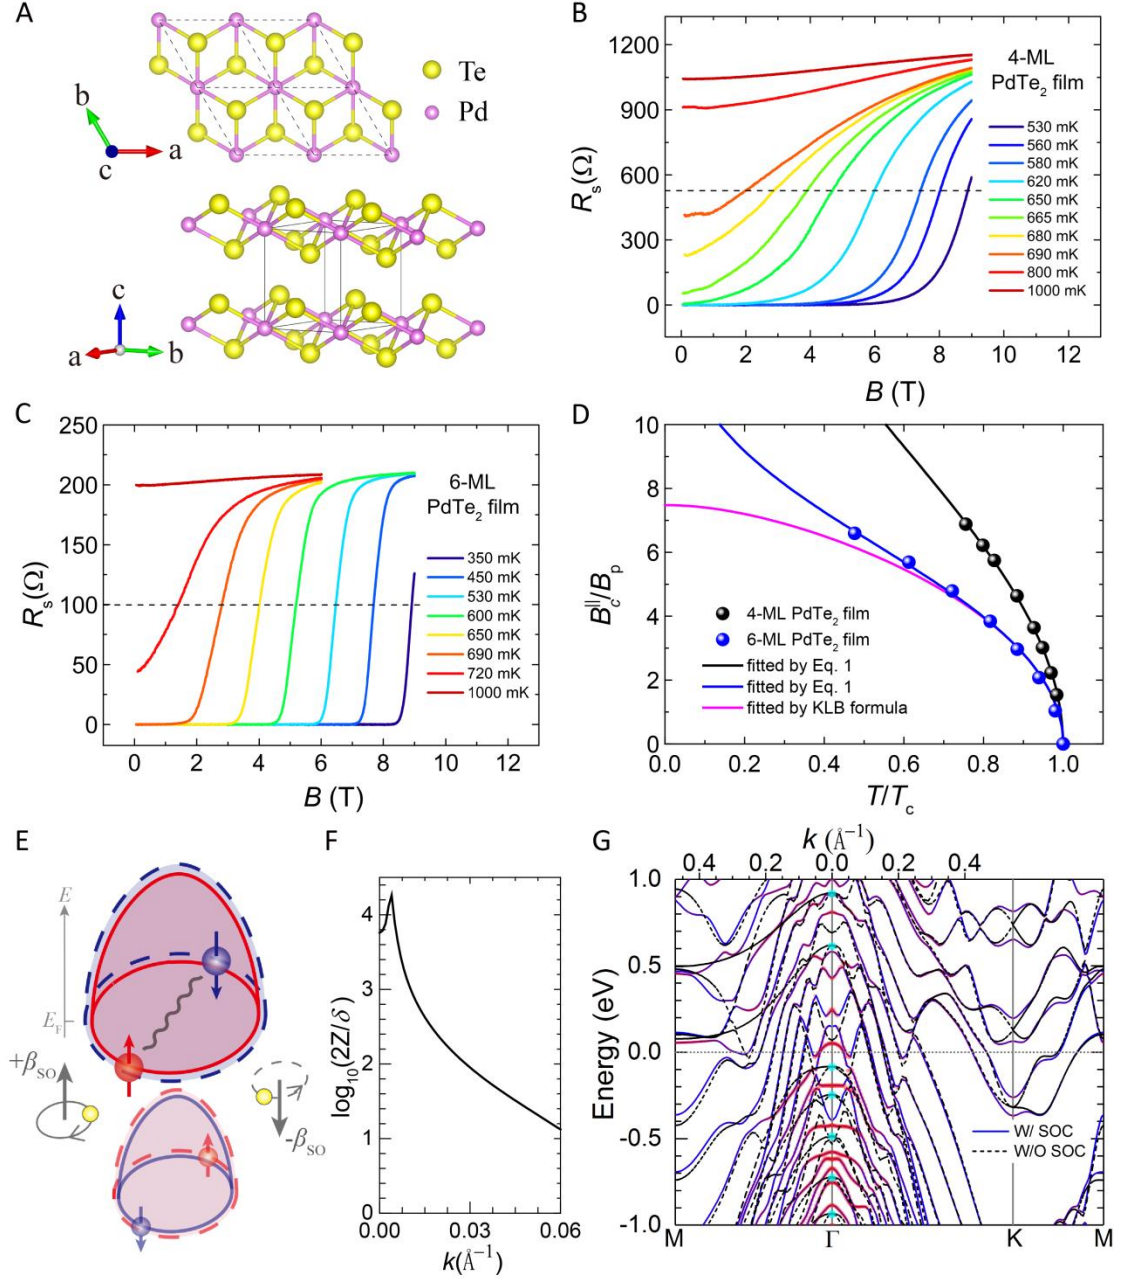 A
Te
Pd
b
a
c
c
a
b
B
1200
900
600
300
0
Rs(Ω)
0 2 4 6 8 10 12
B (T)
4-ML
PdTe2 film
530 mK
560 mK
580 mK
620 mK
650 mK
665 mK
680 mK
690 mK
800 mK
1000 mK
C
250
200
150
100
50
0
Rs(Ω)
0 2 4 6 8 10 12
B (T)
6-ML
PdTe2 film
350 mK
450 mK
530 mK
600 mK
650 mK
690 mK
720 mK
1000 mK
D
10
8
6
4
2
0
Bc||/Bp
0.0 0.2 0.4 0.6 0.8 1.0
T/Tc
4-ML PdTe2 film
6-ML PdTe2 film
fitted by Eq. 1
fitted by Eq. 1
fitted by KLB formula
E
E
EF
+βSO
-βSO
F
4
3
2
1
0
log10(2Z/δ)
0.00 0.03 0.06
k(Å-1)
G
k (Å-1)
0.4 0.2 0.0 0.2 0.4
1.0
0.5
0.0
-0.5
-1.0
Energy (eV)
W/ SOC
W/O SOC
M Γ K M